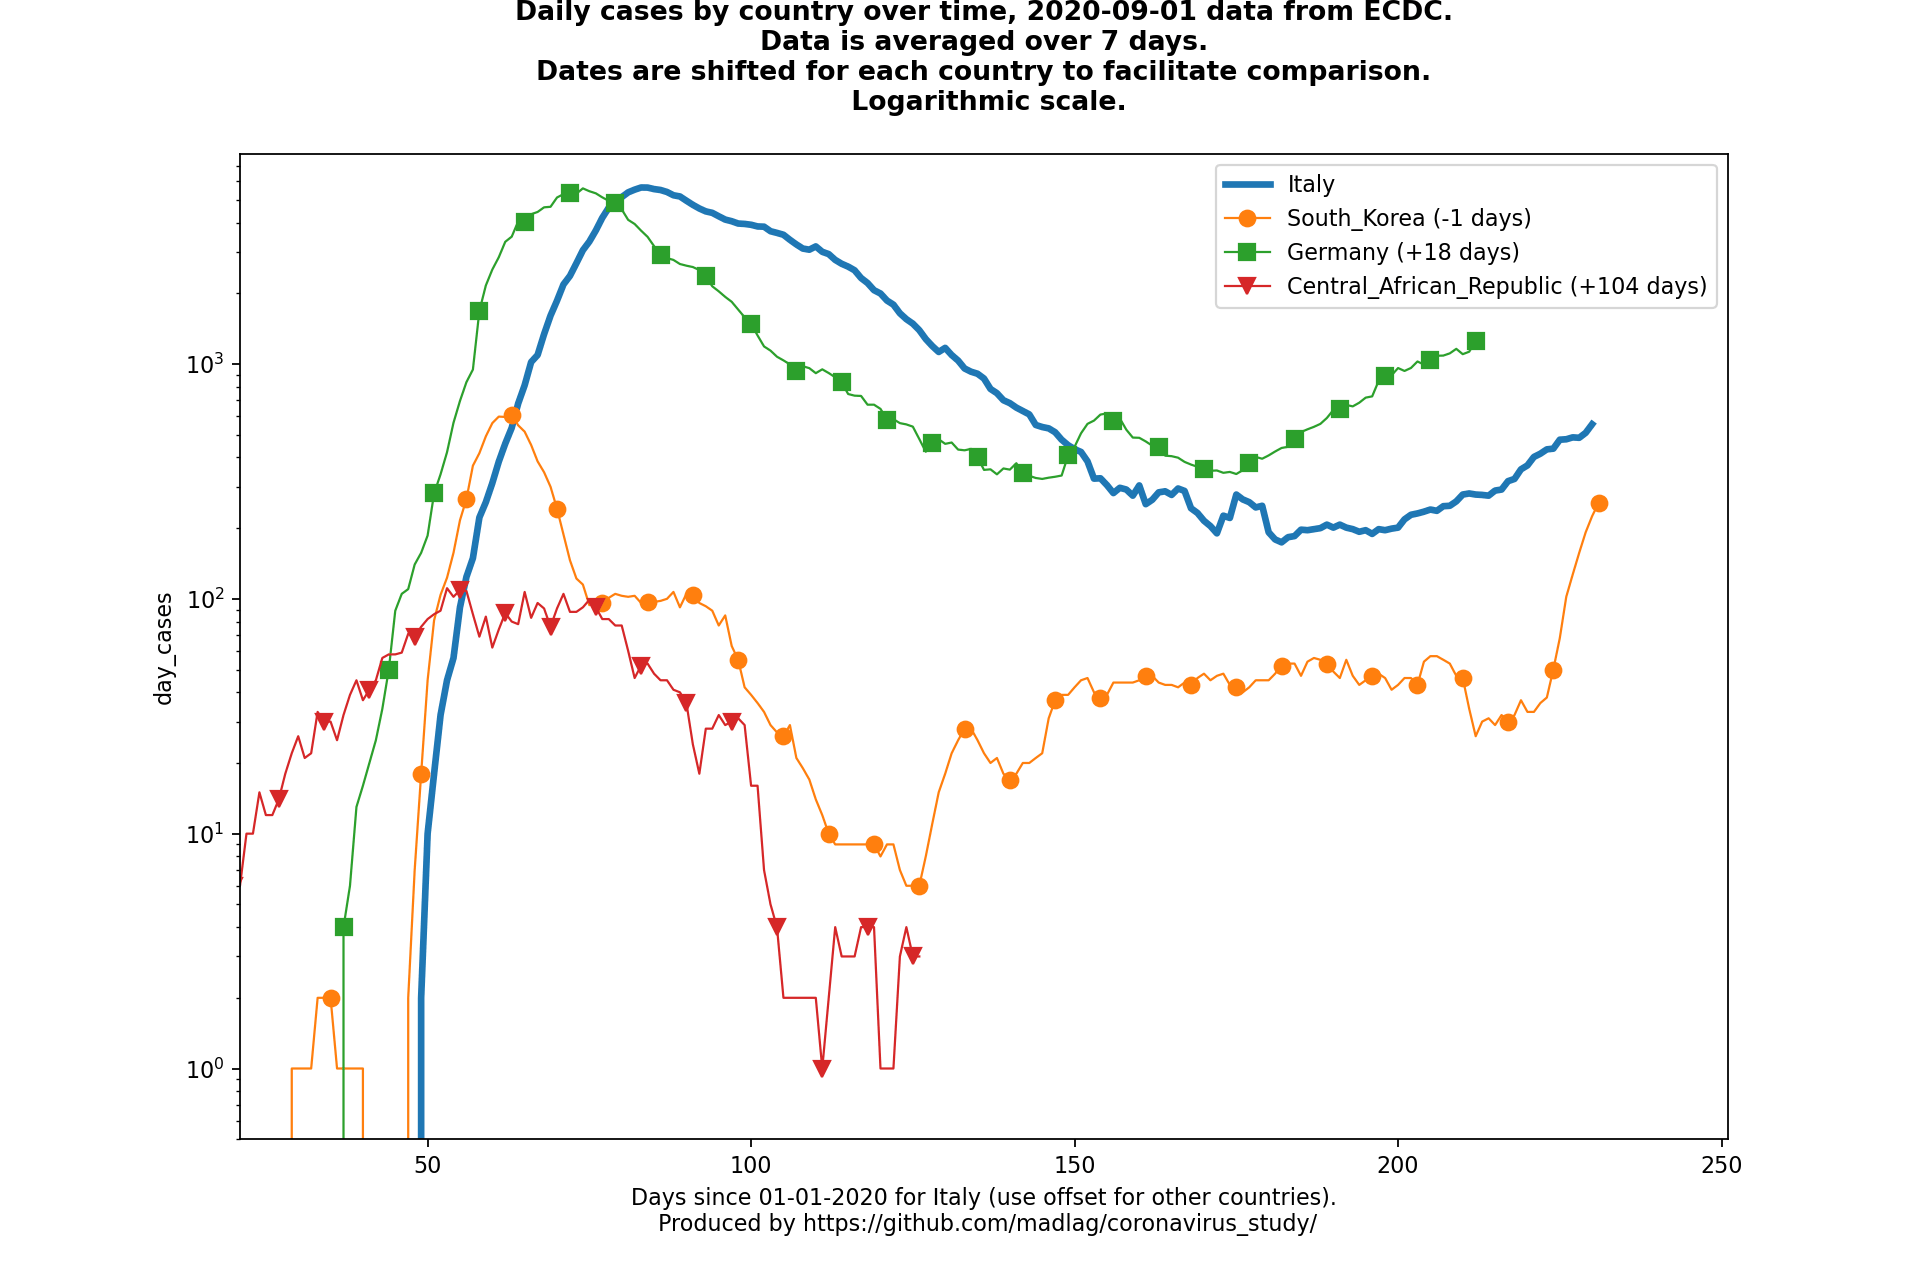 Daily cases by country over time, 2020-09-01 data from ECDC.
Data is averaged over 7 days.
Dates are shifted for each country to facilitate comparison.
Logarithmic scale.
Italy
South_Korea (-1 days)
Germany (+18 days)
Central_African_Republic (+104 days)
day_cases
10³
10²
10¹
10⁰
50 100 150 200 250
Days since 01-01-2020 for Italy (use offset for other countries).
Produced by https://github.com/madlag/coronavirus_study/